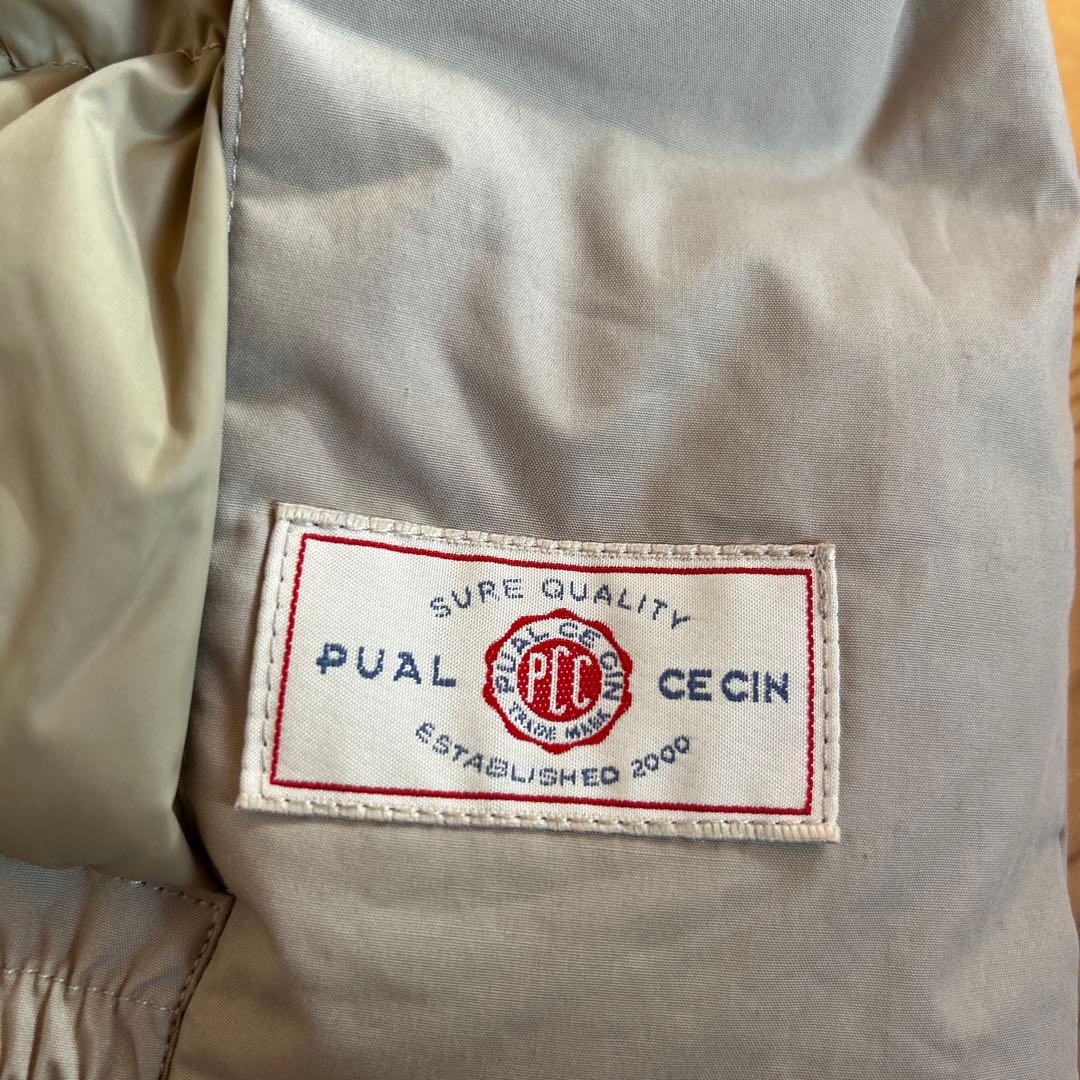 SURE QUALITY
PUAL CE CIN
PUAL CE CIN
PCC
TRADE MARK
ESTABLISHED 2000